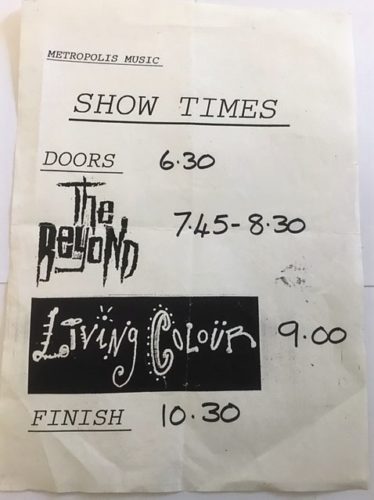 METROPOLIS MUSIC
SHOW TIMES
DOORS 6.30
The
Beyond 7.45-8.30
Living Coloür 9.00
FINISH 10.30